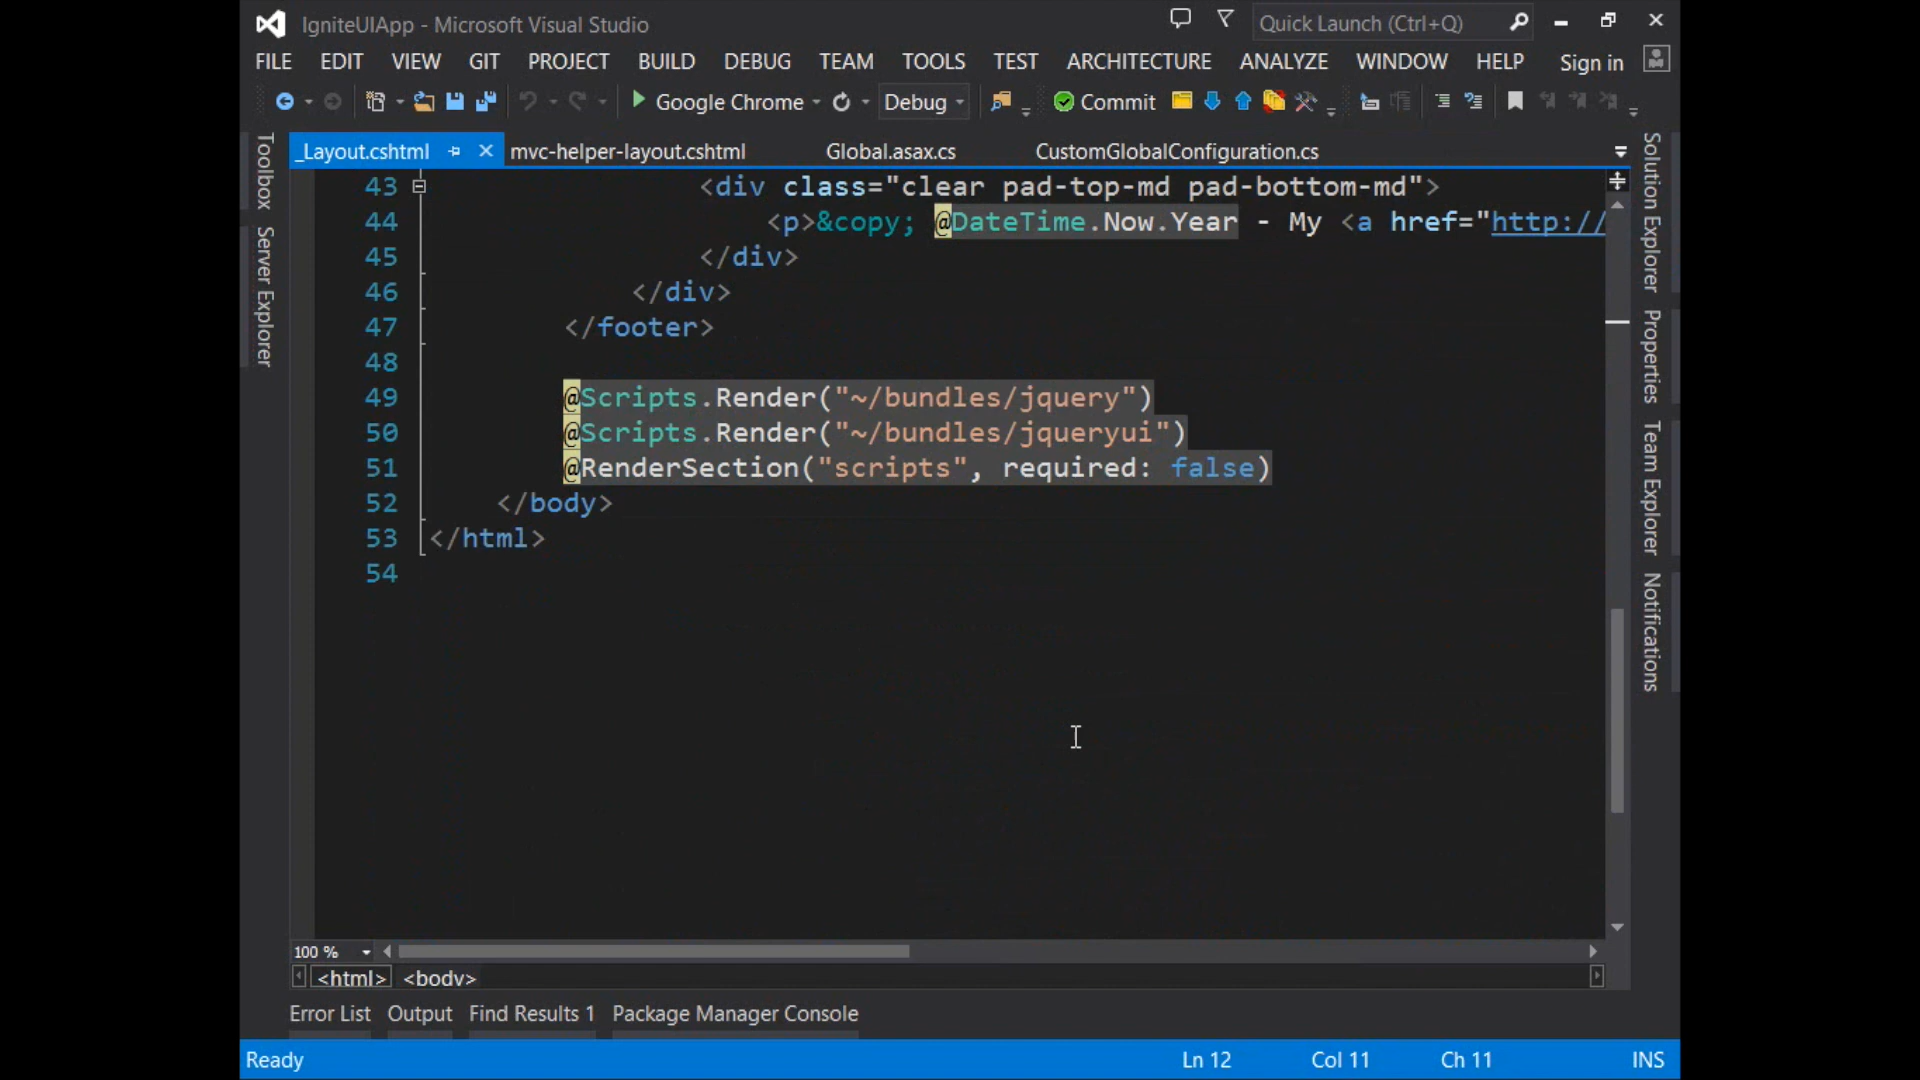 IgniteUIApp - Microsoft Visual Studio
Quick Launch (Ctrl+Q)
FILE EDIT VIEW GIT PROJECT BUILD DEBUG TEAM TOOLS TEST ARCHITECTURE ANALYZE WINDOW HELP Sign in
Google Chrome Debug Commit
Toolbox
Server Explorer
_Layout.cshtml mvc-helper-layout.cshtml Global.asax.cs CustomGlobalConfiguration.cs
43 <div class="clear pad-top-md pad-bottom-md">
44 <p>&copy; @DateTime.Now.Year - My <a href="http://
45 </div>
46 </div>
47 </footer>
48
49 @Scripts.Render("~/bundles/jquery")
50 @Scripts.Render("~/bundles/jqueryui")
51 @RenderSection("scripts", required: false)
52 </body>
53 </html>
54
Solution Explorer
Properties
Team Explorer
Notifications
100 %
<html> <body>
Error List Output Find Results 1 Package Manager Console
Ready Ln 12 Col 11 Ch 11 INS